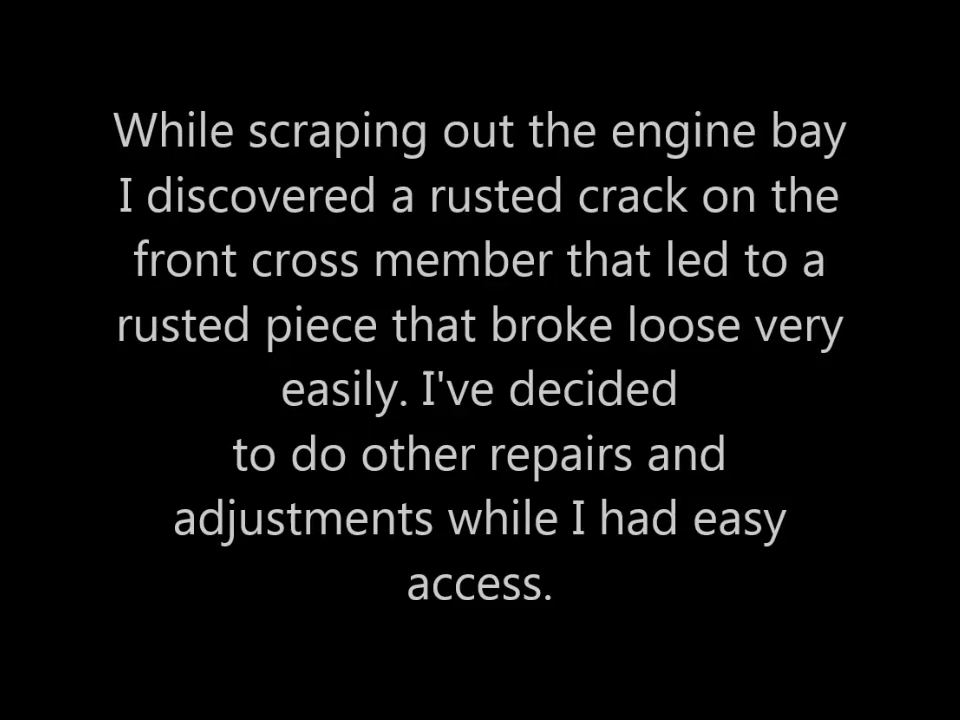 While scraping out the engine bay
I discovered a rusted crack on the
front cross member that led to a
rusted piece that broke loose very
easily. I've decided
to do other repairs and
adjustments while I had easy
access.